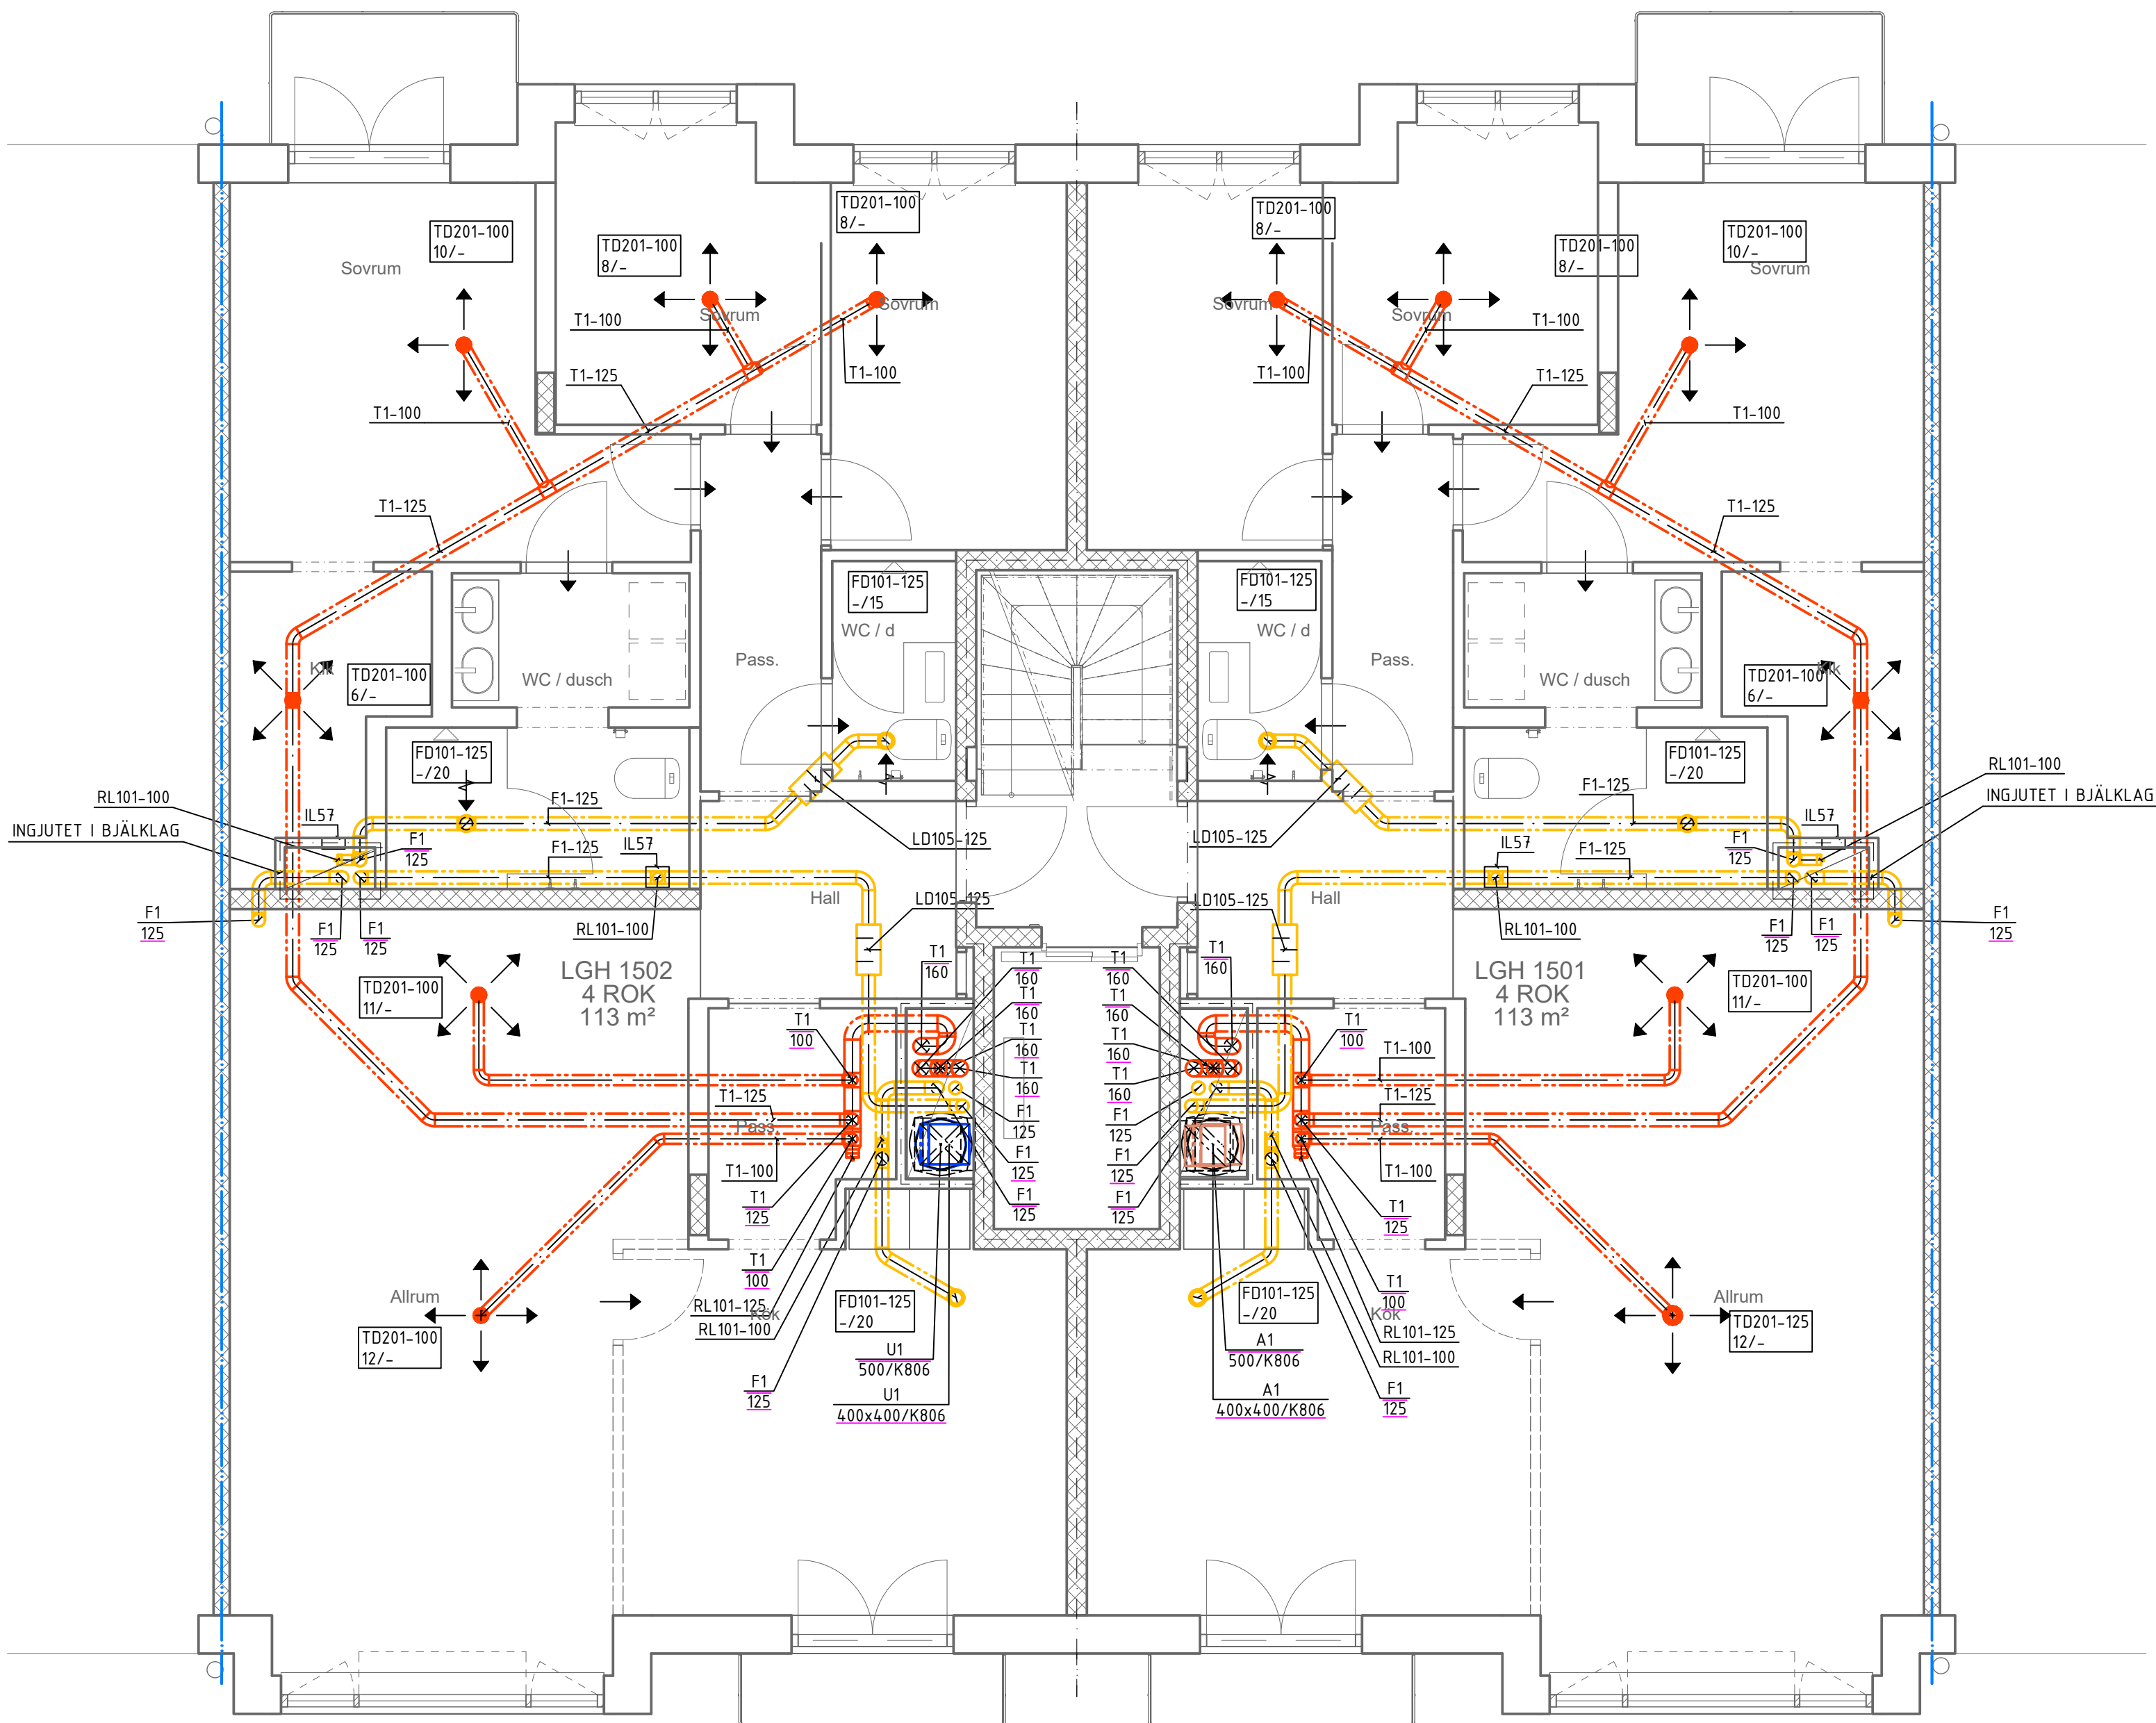 TD201-100
8/-
TD201-100
8/-
TD201-100
10/-
TD201-100
8/-
TD201-100
8/-
TD201-100
10/-
Sovrum
Sovrum
Sovrum
Sovrum
Sovrum
Sovrum
T1-100
T1-100
T1-125
T1-100
T1-100
T1-125
T1-100
T1-100
T1-125
T1-125
FD101-125
-/15
FD101-125
-/15
WC / d
WC / d
Pass.
Pass.
Klk
TD201-100
6/-
WC / dusch
WC / dusch
TD201-100
6/-
Klk
FD101-125
-/20
FD101-125
-/20
RL101-100
INGJUTET I BJÄLKLAG
IL57
F1-125
F1
125
F1-125
IL57
LD105-125
LD105-125
F1-125
IL57
F1-125
F1
125
IL57
RL101-100
INGJUTET I BJÄLKLAG
F1
125
F1
125
F1
125
RL101-100
Hall
LD105-125
LD105-125
Hall
RL101-100
F1
125
F1
125
F1
125
TD201-100
11/-
LGH 1502
4 ROK
113 m²
LGH 1501
4 ROK
113 m²
TD201-100
11/-
T1
160
T1
160
T1
160
T1
160
T1
160
T1
160
T1
160
T1
160
T1
160
T1
160
T1
100
T1
100
T1-100
T1-125
T1-125
Pass.
Pass.
T1-100
T1-100
F1
125
F1
125
F1
125
F1
125
F1
125
F1
125
T1
125
T1
125
T1
100
T1
100
RL101-125
RL101-100
Kök
Kök
RL101-125
RL101-100
Allrum
TD201-100
12/-
Allrum
TD201-125
12/-
FD101-125
-/20
FD101-125
-/20
U1
500/K806
A1
500/K806
F1
125
U1
400x400/K806
A1
400x400/K806
F1
125